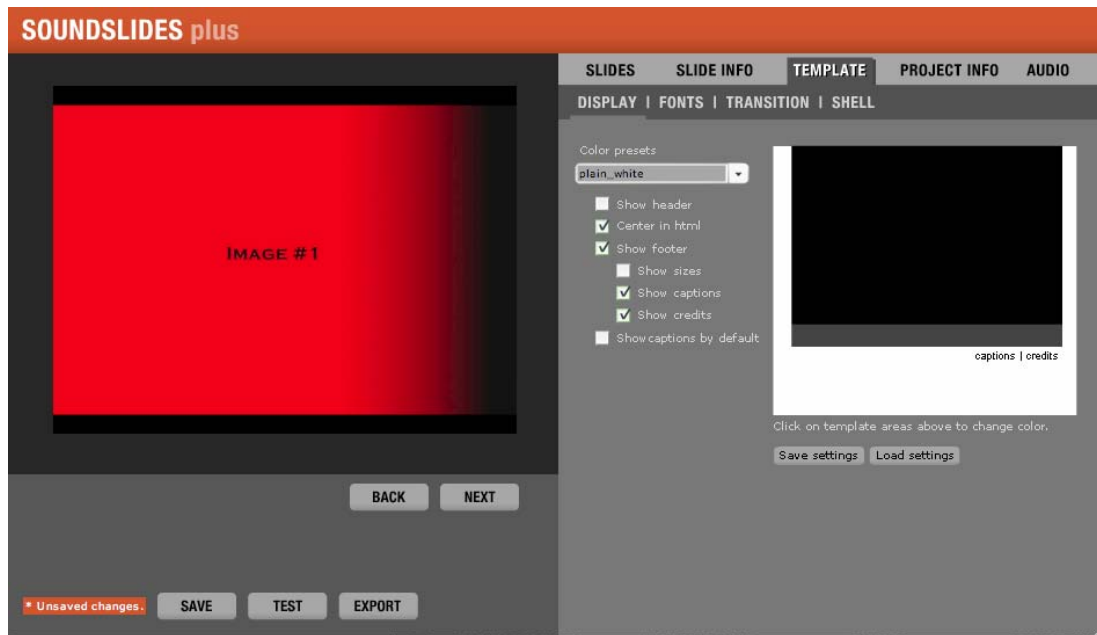 SOUNDSLIDES plus
SLIDES SLIDE INFO TEMPLATE PROJECT INFO AUDIO
DISPLAY | FONTS | TRANSITION | SHELL
Color presets
plain_white
Show header
Center in html
Show footer
Show sizes
Show captions
Show credits
Show captions by default
IMAGE #1
captions | credits
Click on template areas above to change color.
Save settings Load settings
BACK NEXT
* Unsaved changes. SAVE TEST EXPORT